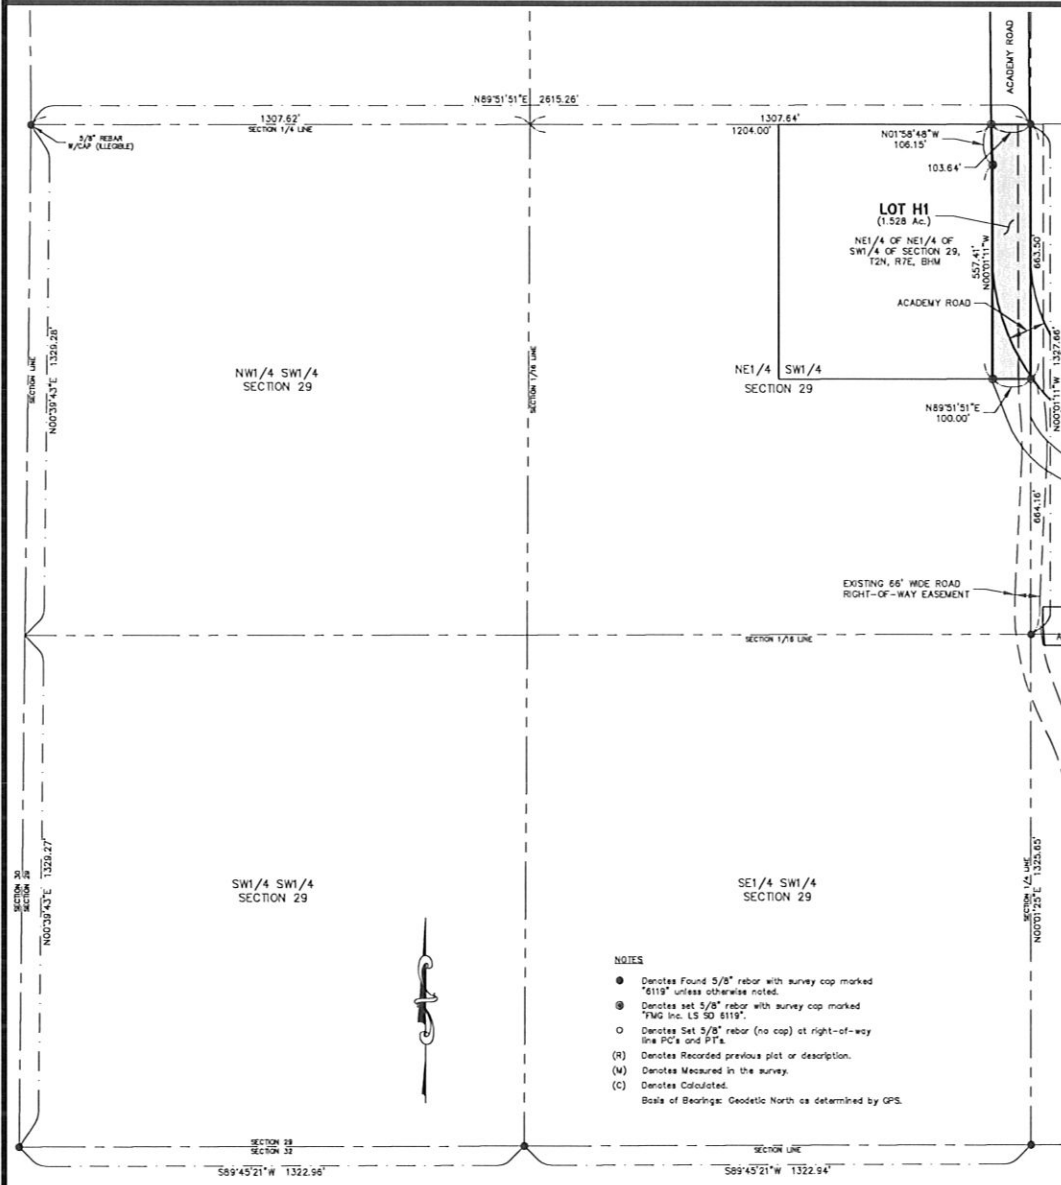 ACADEMY ROAD
N89°51'51"E 2615.26'
1307.62'
SECTION 1/4 LINE
1307.64'
1204.00'
5/8" REBAR
W/CAP (ILLEGIBLE)
N01°58'48"W
106.15'
103.64'
LOT H1
(1.528 Ac.)
NE1/4 OF NE1/4 OF
SW1/4 OF SECTION 29,
T2N, R7E, BHM
557.41'
N00°01'11"W
663.50'
ACADEMY ROAD
N00°01'11"W 1327.66'
SECTION LINE
N00°39'43"E 1329.28'
NW1/4 SW1/4
SECTION 29
SECTION 1/16 LINE
NE1/4 SW1/4
SECTION 29
N89°51'51"E
100.00'
664.16'
EXISTING 66' WIDE ROAD
RIGHT-OF-WAY EASEMENT
SECTION 1/16 LINE
A
SECTION 30
SECTION 29
N00°39'43"E 1329.27'
SW1/4 SW1/4
SECTION 29
SE1/4 SW1/4
SECTION 29
SECTION 1/4 LINE
N00°01'25"E 1325.65'
NOTES
Denotes Found 5/8" rebar with survey cap marked
"6119" unless otherwise noted.
Denotes set 5/8" rebar with survey cap marked
"FMG Inc. LS SD 6119".
Denotes Set 5/8" rebar (no cap) at right-of-way
line PC's and PT's.
(R) Denotes Recorded previous plat or description.
(M) Denotes Measured in the survey.
(C) Denotes Calculated.
Basis of Bearings: Geodetic North as determined by GPS.
SECTION 29
SECTION 32
S89°45'21"W 1322.96'
SECTION LINE
S89°45'21"W 1322.94'